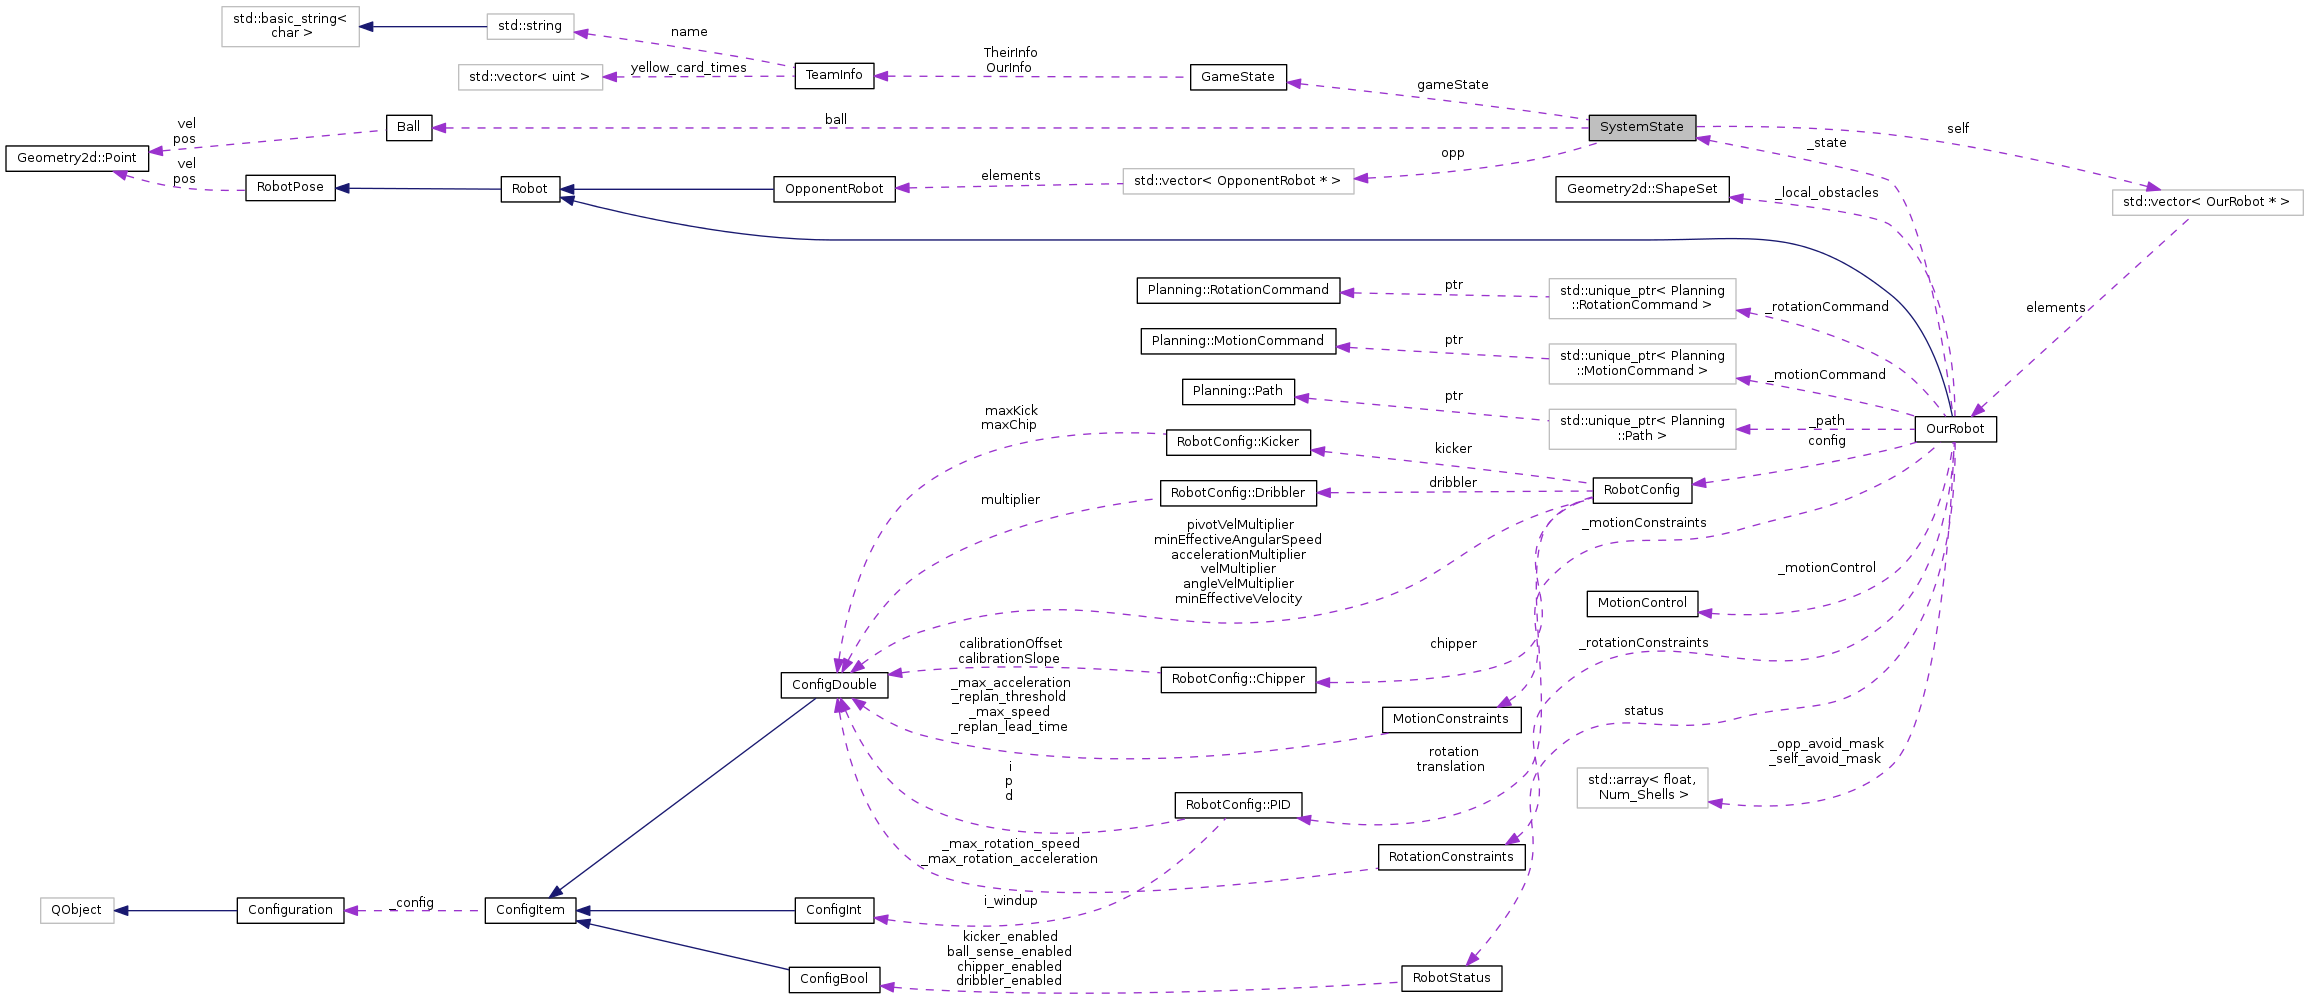 std::basic_string<
char >
std::string
name
TheirInfo
OurInfo
std::vector< uint >
yellow_card_times
TeamInfo
GameState
gameState
vel
pos
Ball
ball
SystemState
self
_state
Geometry2d::Point
vel
pos
RobotPose
Robot
OpponentRobot
elements
std::vector< OpponentRobot * >
opp
Geometry2d::ShapeSet
_local_obstacles
std::vector< OurRobot * >
Planning::RotationCommand
ptr
std::unique_ptr< Planning
::RotationCommand >
_rotationCommand
elements
Planning::MotionCommand
ptr
std::unique_ptr< Planning
::MotionCommand >
_motionCommand
Planning::Path
ptr
std::unique_ptr< Planning
::Path >
_path
config
OurRobot
maxKick
maxChip
RobotConfig::Kicker
kicker
multiplier
RobotConfig::Dribbler
dribbler
RobotConfig
pivotVelMultiplier
minEffectiveAngularSpeed
accelerationMultiplier
velMultiplier
angleVelMultiplier
minEffectiveVelocity
_motionConstraints
_motionControl
MotionControl
calibrationOffset
calibrationSlope
chipper
_rotationConstraints
ConfigDouble
RobotConfig::Chipper
_max_acceleration
_replan_threshold
_max_speed
_replan_lead_time
MotionConstraints
status
rotation
translation
_opp_avoid_mask
_self_avoid_mask
i
p
d
RobotConfig::PID
std::array< float,
Num_Shells >
_max_rotation_speed
_max_rotation_acceleration
RotationConstraints
QObject
Configuration
_config
ConfigItem
ConfigInt
i_windup
kicker_enabled
ball_sense_enabled
chipper_enabled
dribbler_enabled
ConfigBool
RobotStatus